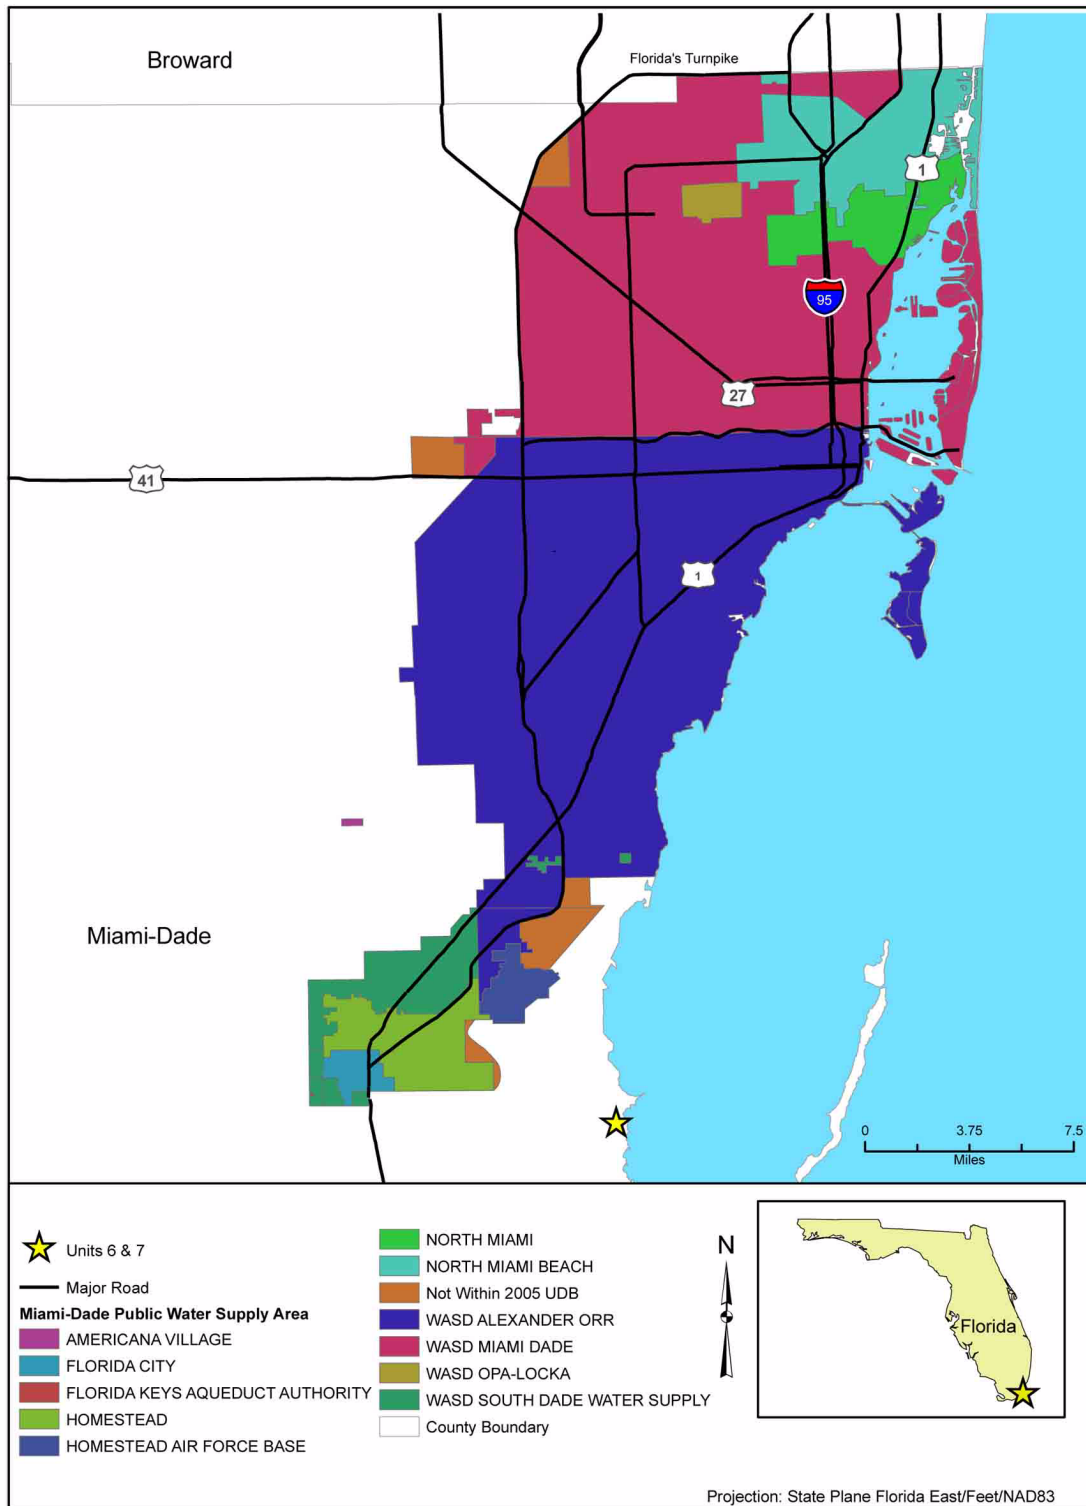 Broward
Florida's Turnpike
1
95
27
41
1
Miami-Dade
0 3.75 7.5
Miles
Units 6 & 7
Major Road
Miami-Dade Public Water Supply Area
AMERICANA VILLAGE
FLORIDA CITY
FLORIDA KEYS AQUEDUCT AUTHORITY
HOMESTEAD
HOMESTEAD AIR FORCE BASE
NORTH MIAMI
NORTH MIAMI BEACH
Not Within 2005 UDB
WASD ALEXANDER ORR
WASD MIAMI DADE
WASD OPA-LOCKA
WASD SOUTH DADE WATER SUPPLY
County Boundary
N
Florida
Projection: State Plane Florida East/Feet/NAD83